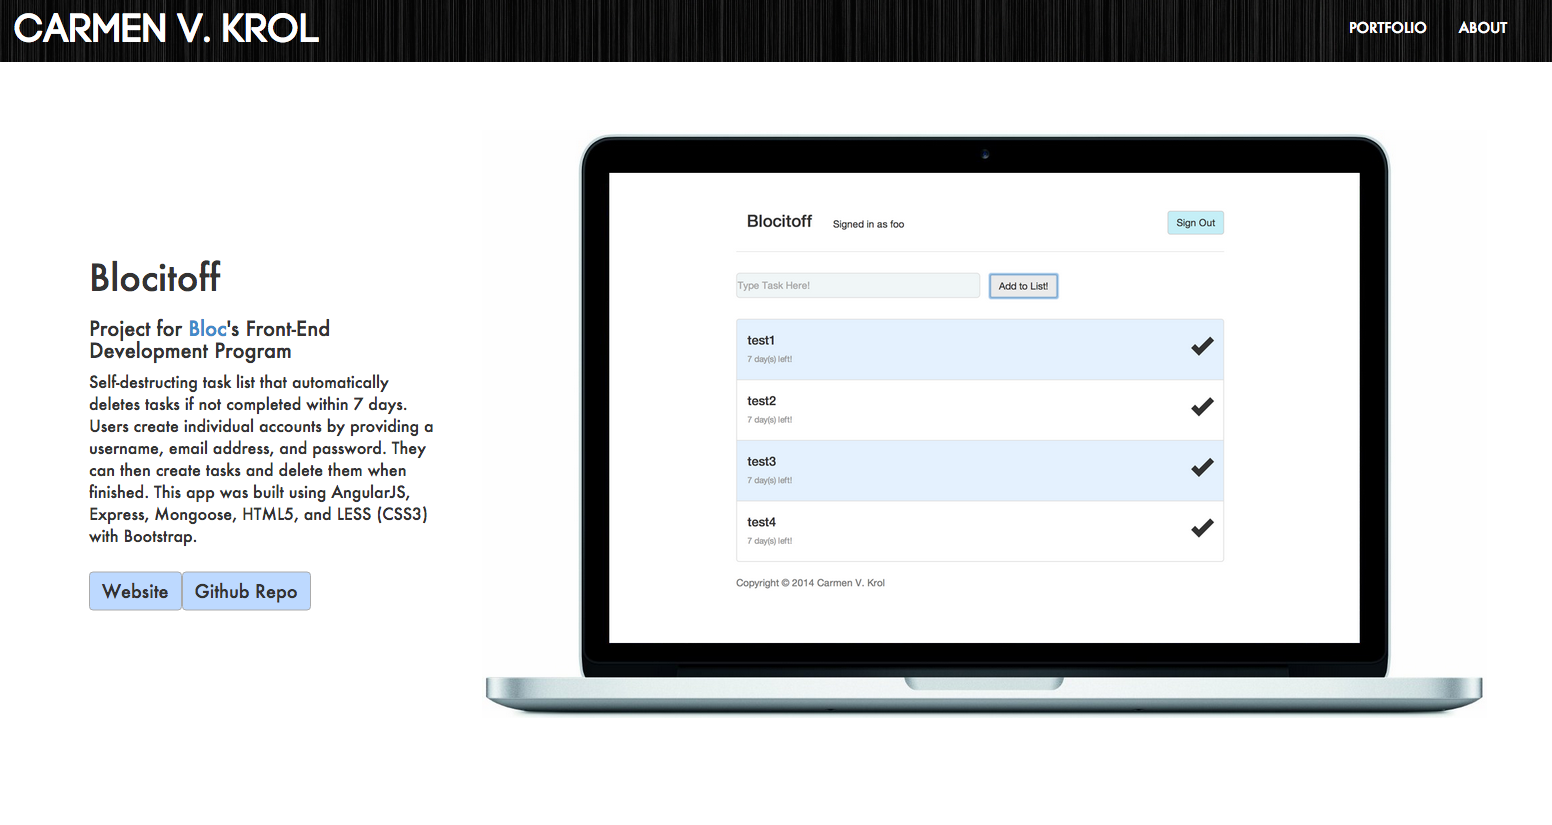 CARMEN V. KROL
PORTFOLIO
ABOUT
Blocitoff
Project for Bloc's Front-End
Development Program
Self-destructing task list that automatically
deletes tasks if not completed within 7 days.
Users create individual accounts by providing a
username, email address, and password. They
can then create tasks and delete them when
finished. This app was built using AngularJS,
Express, Mongoose, HTML5, and LESS (CSS3)
with Bootstrap.
Website
Github Repo
Blocitoff
Signed in as foo
Sign Out
Type Task Here!
Add to List!
test1
7 day(s) left!
test2
7 day(s) left!
test3
7 day(s) left!
test4
7 day(s) left!
Copyright © 2014 Carmen V. Krol